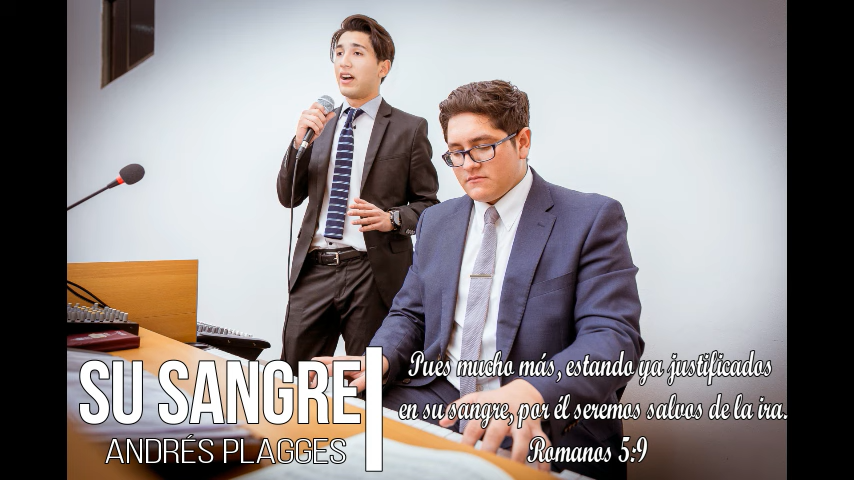 SU SANGRE
ANDRÉS PLAGGES
Pues mucho más, estando ya justificados
en su sangre, por él seremos salvos de la ira.
Romanos 5:9